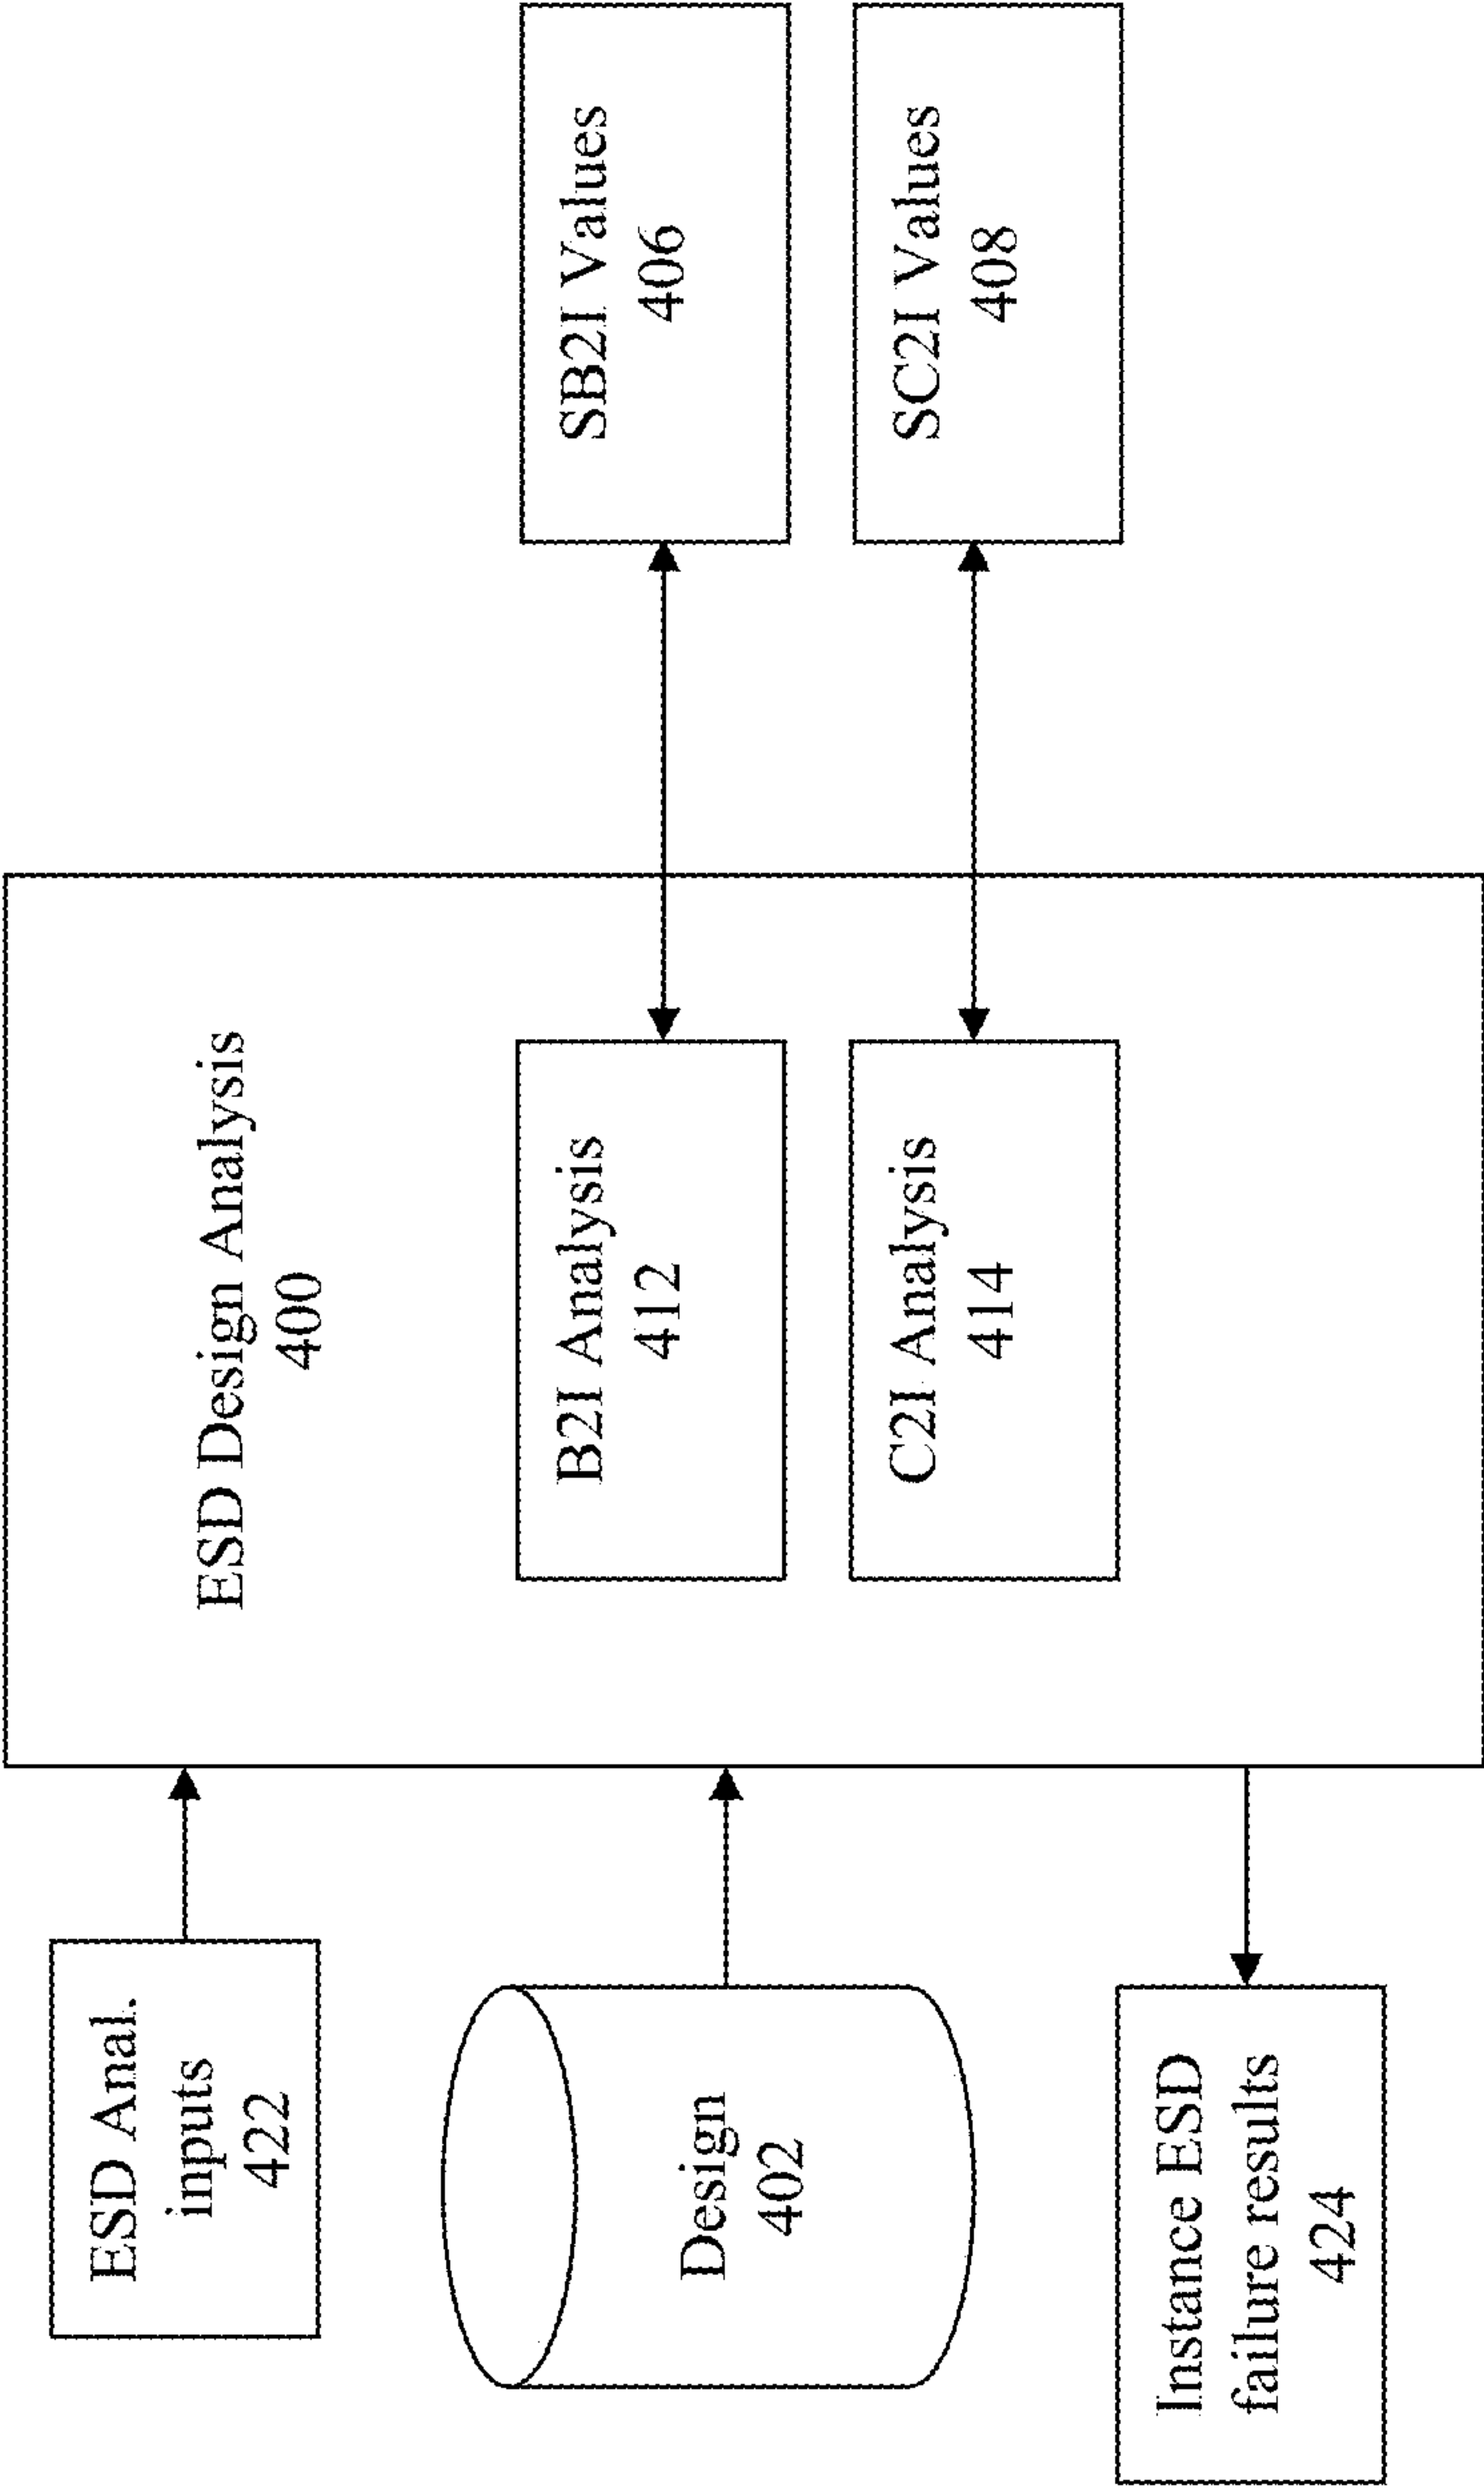 ESD Anal.
inputs
422
Design
402
Instance ESD
failure results
424
ESD Design Analysis
400
B2I Analysis
412
C2I Analysis
414
SB2I Values
406
SC2I Values
408